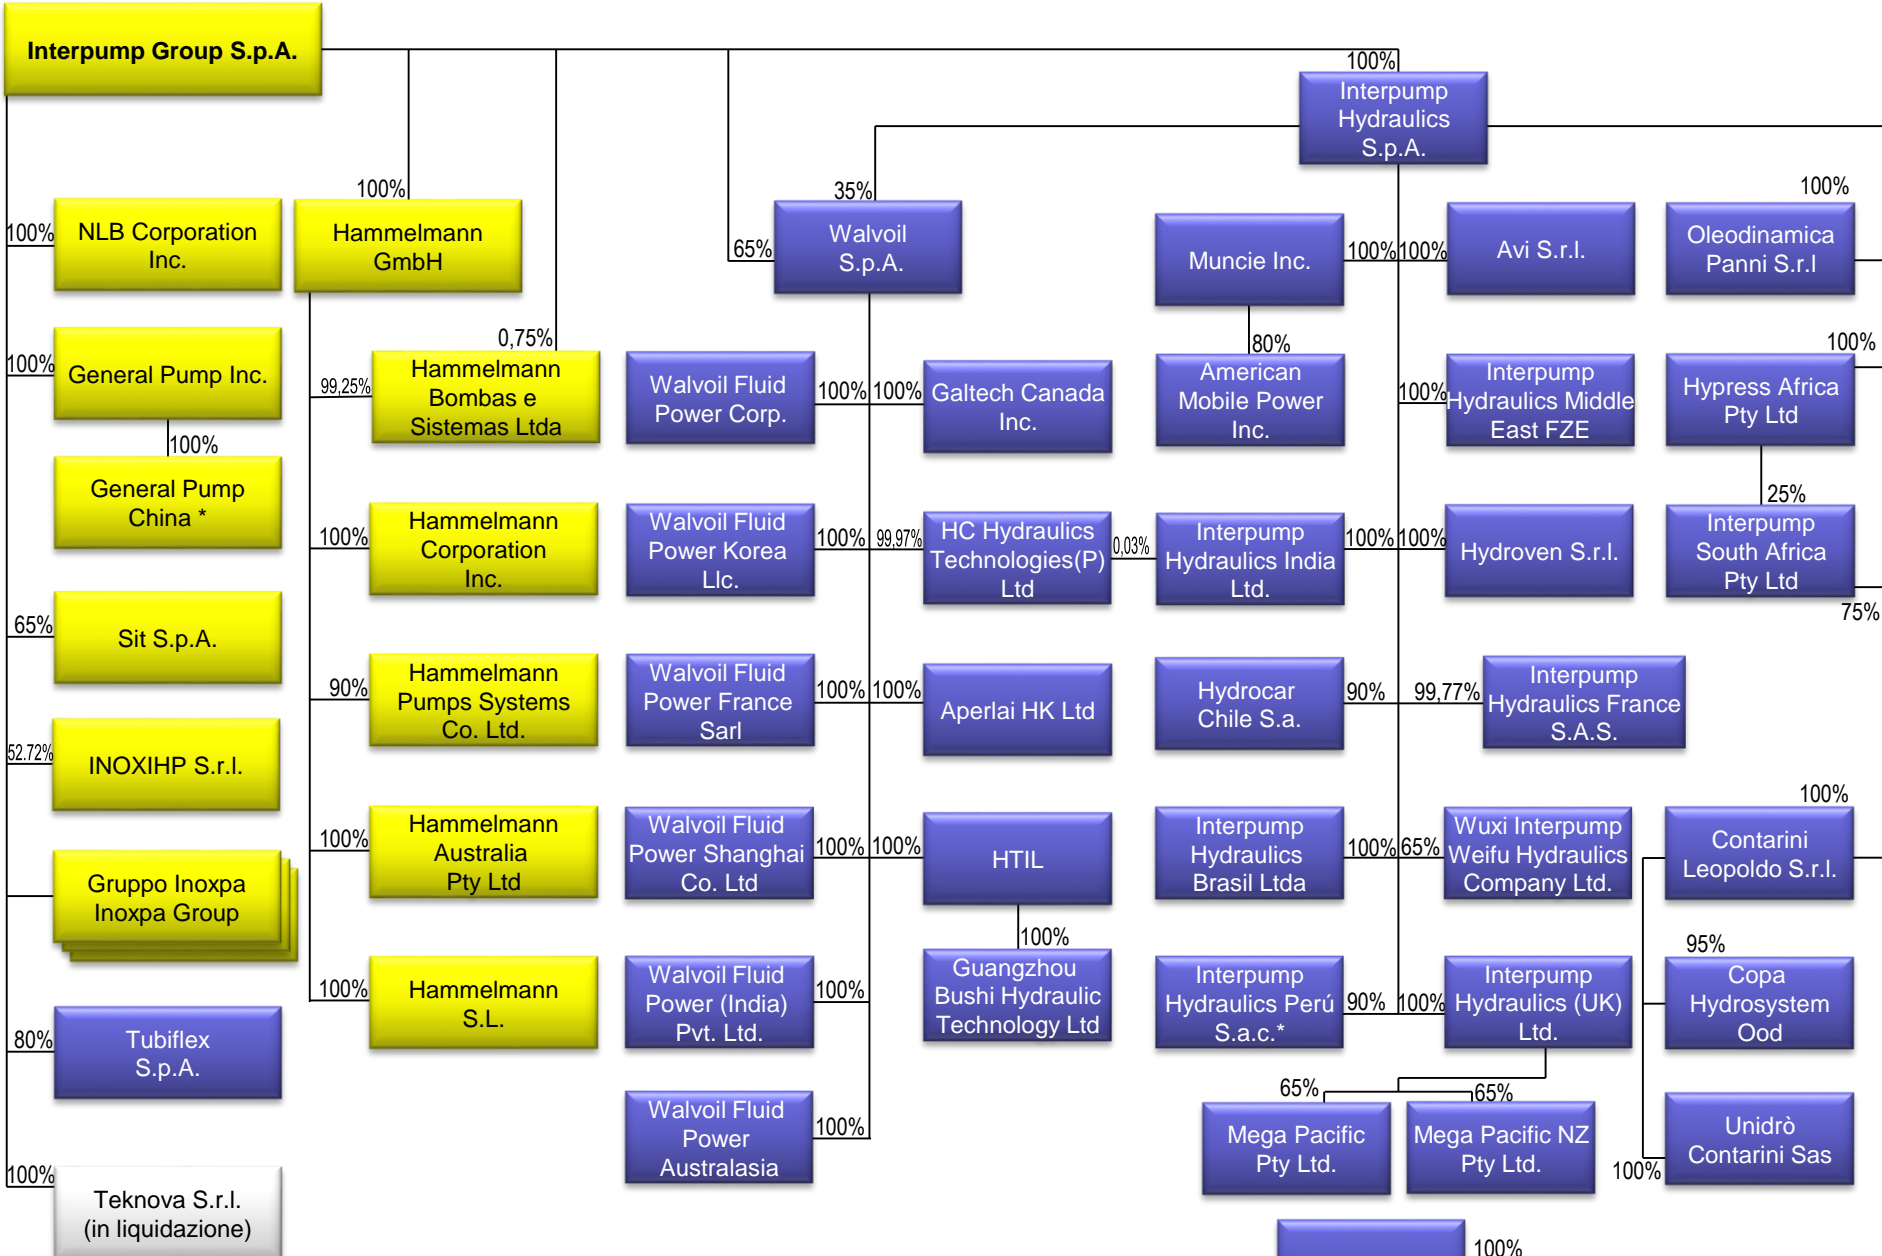 Interpump Group S.p.A.
100%
Interpump
Hydraulics
S.p.A.
100%
NLB Corporation
Inc.
100%
General Pump Inc.
100%
General Pump
China *
65%
Sit S.p.A.
52.72%
INOXIHP S.r.l.
Gruppo Inoxpa
Inoxpa Group
80%
Tubiflex
S.p.A.
100%
Teknova S.r.l.
(in liquidazione)
100%
Hammelmann
GmbH
0,75%
99,25%
Hammelmann
Bombas e
Sistemas Ltda
100%
Hammelmann
Corporation
Inc.
90%
Hammelmann
Pumps Systems
Co. Ltd.
100%
Hammelmann
Australia
Pty Ltd
100%
Hammelmann
S.L.
35%
65%
Walvoil
S.p.A.
Walvoil Fluid
Power Corp.
100%
100%
Galtech Canada
Inc.
Walvoil Fluid
Power Korea
Llc.
100%
99,97%
HC Hydraulics
Technologies(P)
Ltd
0,03%
Walvoil Fluid
Power France
Sarl
100%
100%
Aperlai HK Ltd
Walvoil Fluid
Power Shanghai
Co. Ltd
100%
100%
HTIL
100%
Guangzhou
Bushi Hydraulic
Technology Ltd
Walvoil Fluid
Power (India)
Pvt. Ltd.
100%
Walvoil Fluid
Power
Australasia
100%
Muncie Inc.
100%
100%
Avi S.r.l.
80%
American
Mobile Power
Inc.
100%
Interpump
Hydraulics Middle
East FZE
Interpump
Hydraulics India
Ltd.
100%
100%
Hydroven S.r.l.
Hydrocar
Chile S.a.
90%
99,77%
Interpump
Hydraulics France
S.A.S.
Interpump
Hydraulics
Brasil Ltda
100%
65%
Wuxi Interpump
Weifu Hydraulics
Company Ltd.
Interpump
Hydraulics Perú
S.a.c.*
90%
100%
Interpump
Hydraulics (UK)
Ltd.
65%
Mega Pacific
Pty Ltd.
65%
Mega Pacific NZ
Pty Ltd.
100%
100%
Oleodinamica
Panni S.r.l
100%
Hypress Africa
Pty Ltd
25%
Interpump
South Africa
Pty Ltd
75%
100%
Contarini
Leopoldo S.r.l.
95%
Copa
Hydrosystem
Ood
100%
Unidrò
Contarini Sas